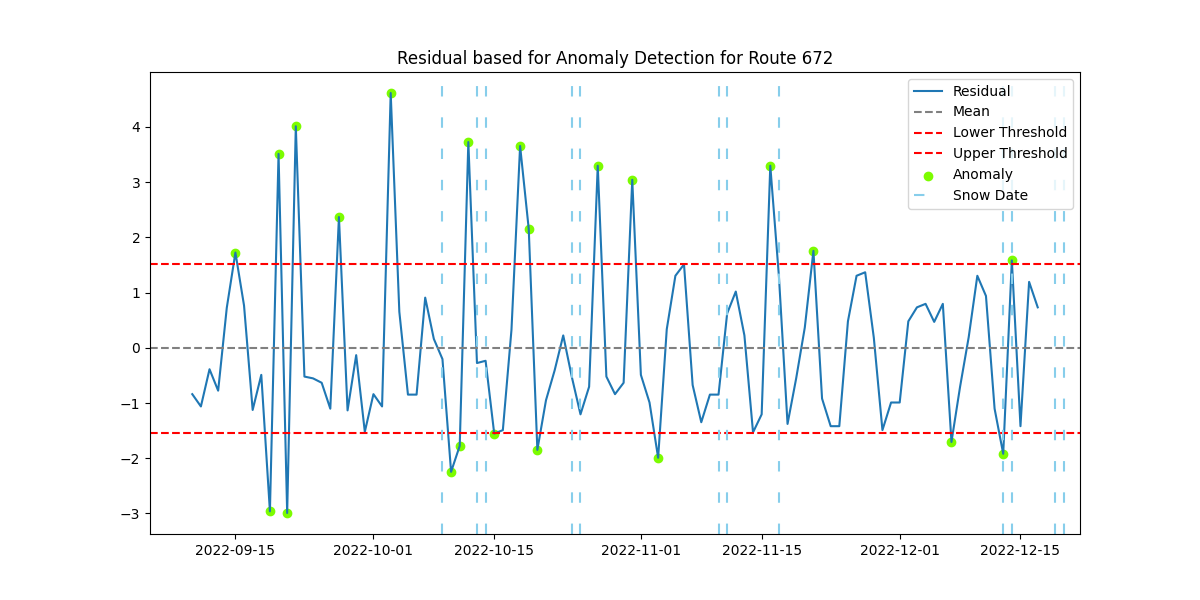 Residual based for Anomaly Detection for Route 672
Residual
Mean
Lower Threshold
Upper Threshold
Anomaly
Snow Date
4
3
2
1
0
−1
−2
−3
2022-09-15
2022-10-01
2022-10-15
2022-11-01
2022-11-15
2022-12-01
2022-12-15